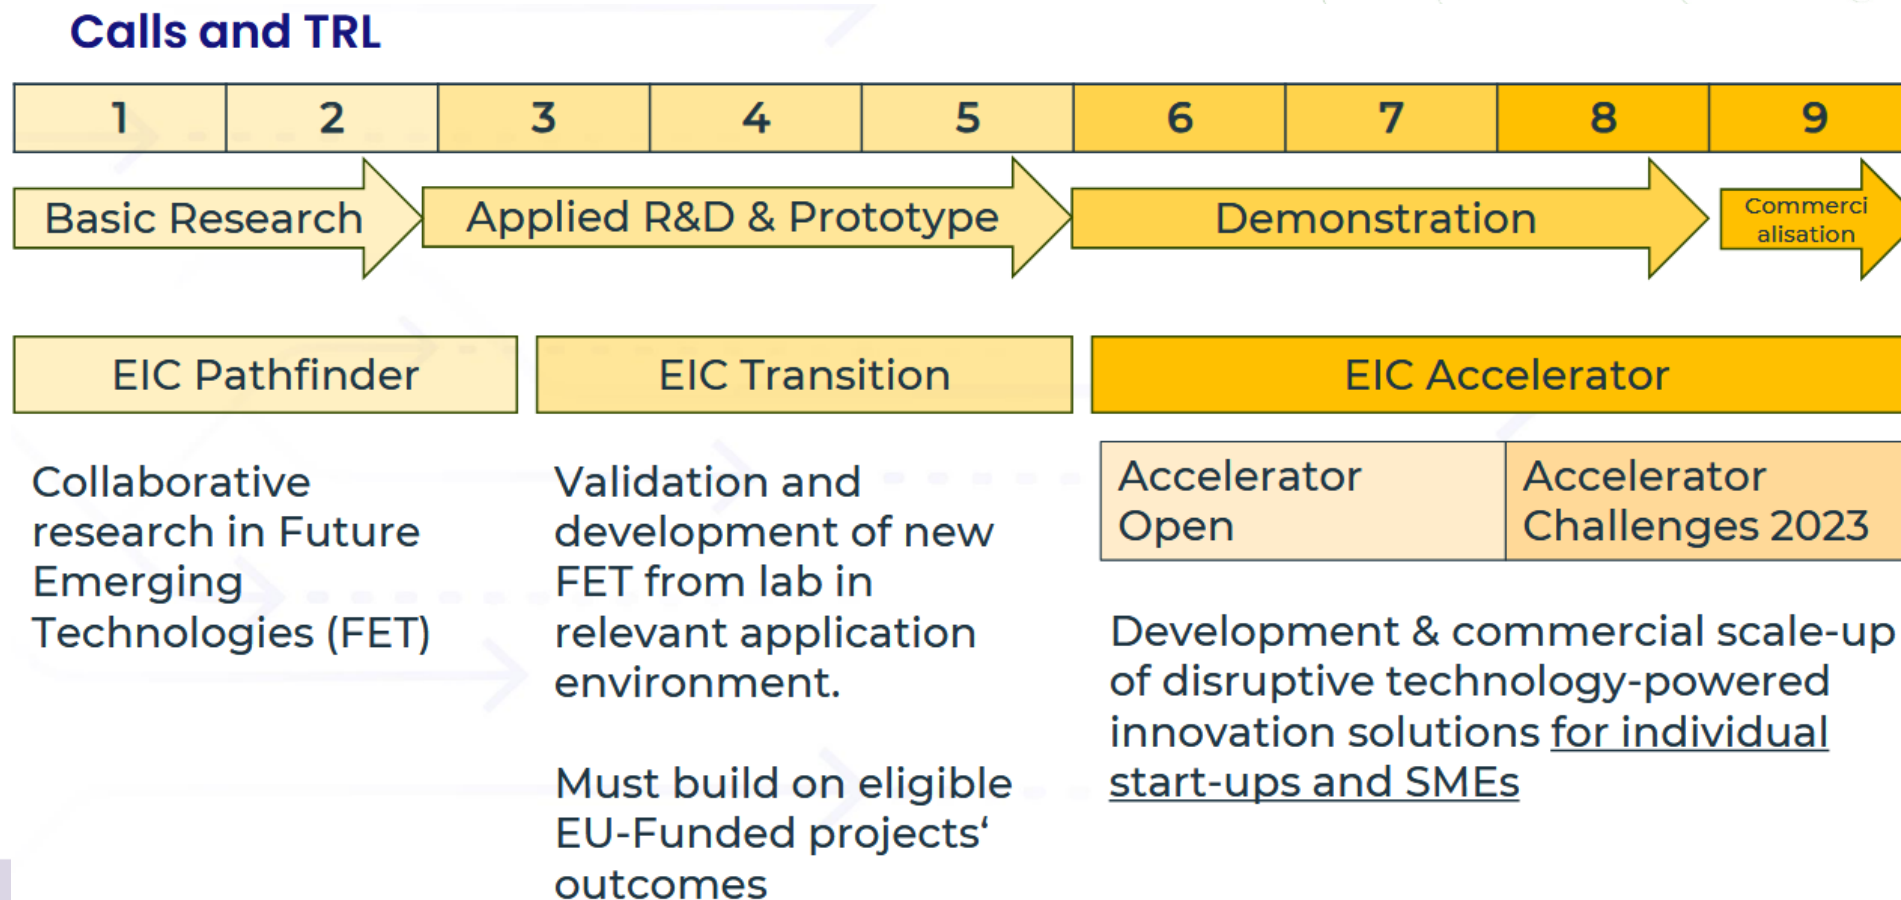 Calls and TRL
1 2 3 4 5 6 7 8 9
Basic Research
Applied R&D & Prototype
Demonstration
Commerci
alisation
EIC Pathfinder
EIC Transition
EIC Accelerator
Collaborative
research in Future
Emerging
Technologies (FET)
Validation and
development of new
FET from lab in
relevant application
environment.
Must build on eligible
EU-Funded projects‘
outcomes
Accelerator
Open
Accelerator
Challenges 2023
Development & commercial scale-up
of disruptive technology-powered
innovation solutions for individual
start-ups and SMEs